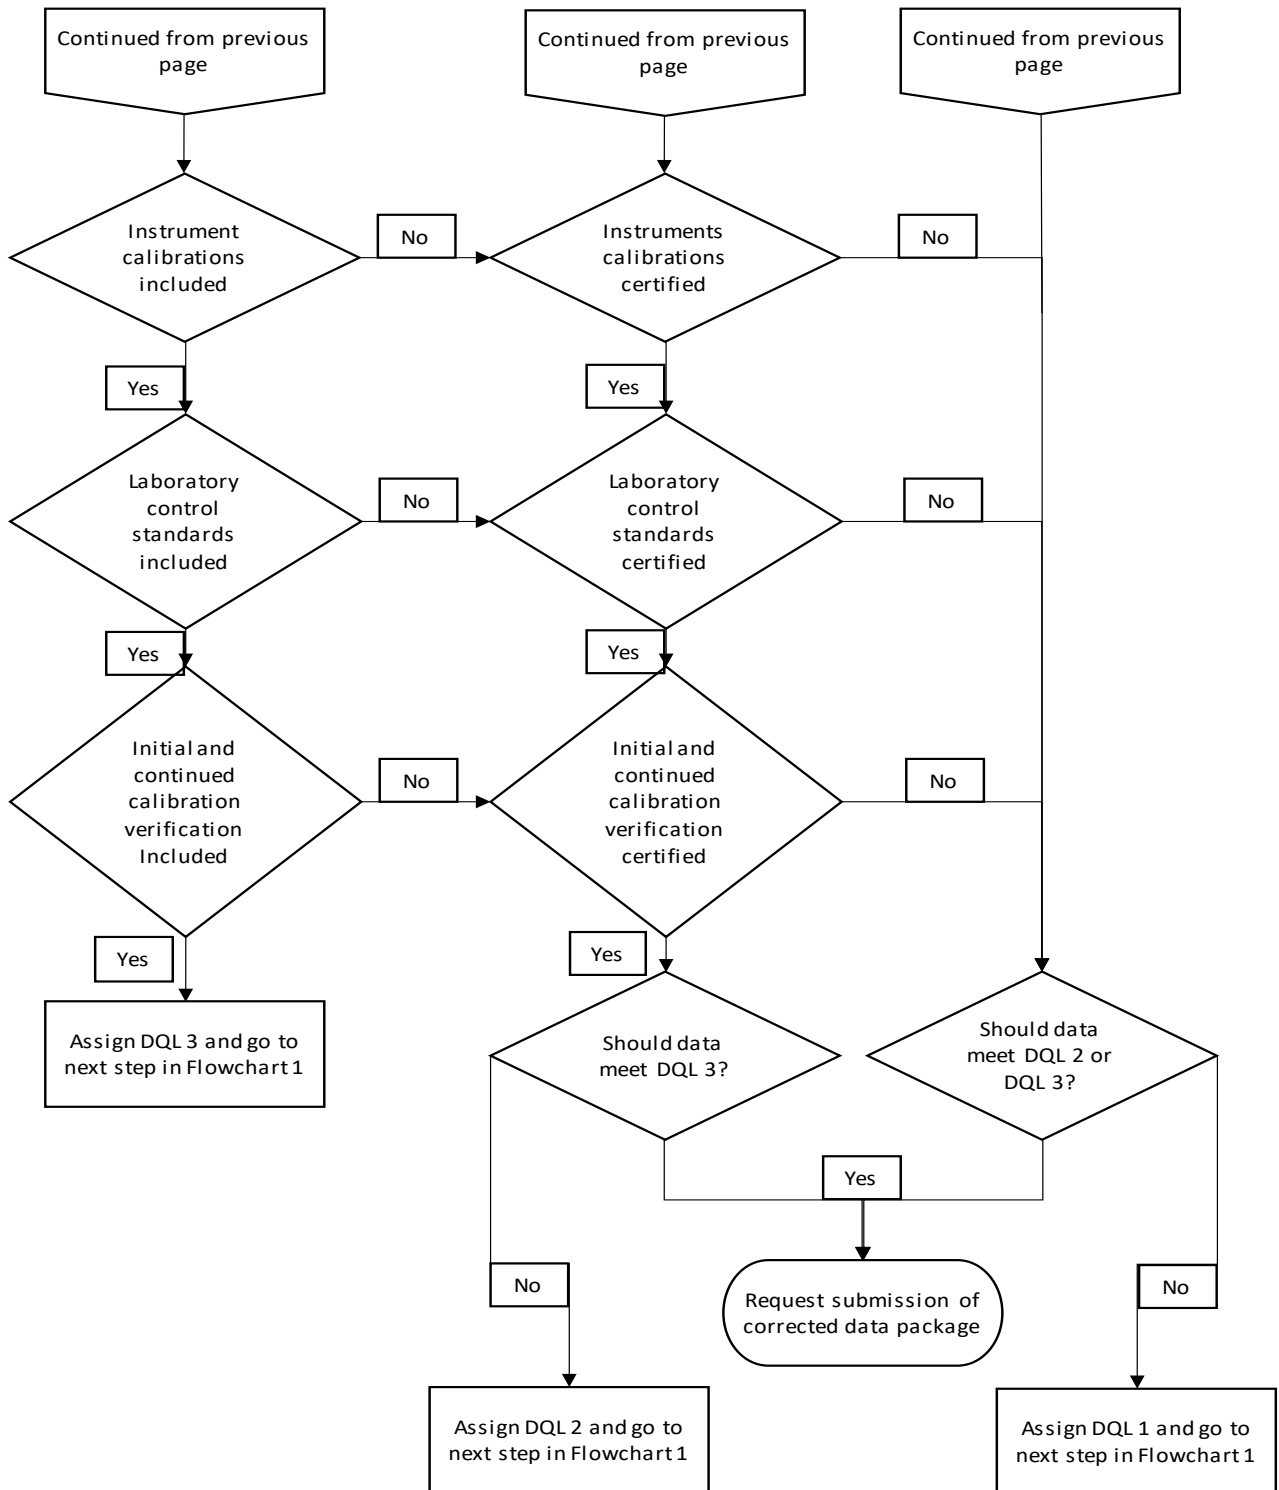 Continued from previous
page
Continued from previous
page
Continued from previous
page
Instrument
calibrations
included
No
Instruments
calibrations
certified
No
Yes
Yes
Laboratory
control
standards
included
No
Laboratory
control
standards
certified
No
Yes
Yes
Initial and
continued
calibration
verification
Included
No
Initial and
continued
calibration
verification
certified
No
Yes
Yes
Assign DQL 3 and go to
next step in Flowchart 1
Should data
meet DQL 3?
Should data
meet DQL 2 or
DQL 3?
Yes
No
Request submission of
corrected data package
No
Assign DQL 2 and go to
next step in Flowchart 1
Assign DQL 1 and go to
next step in Flowchart 1